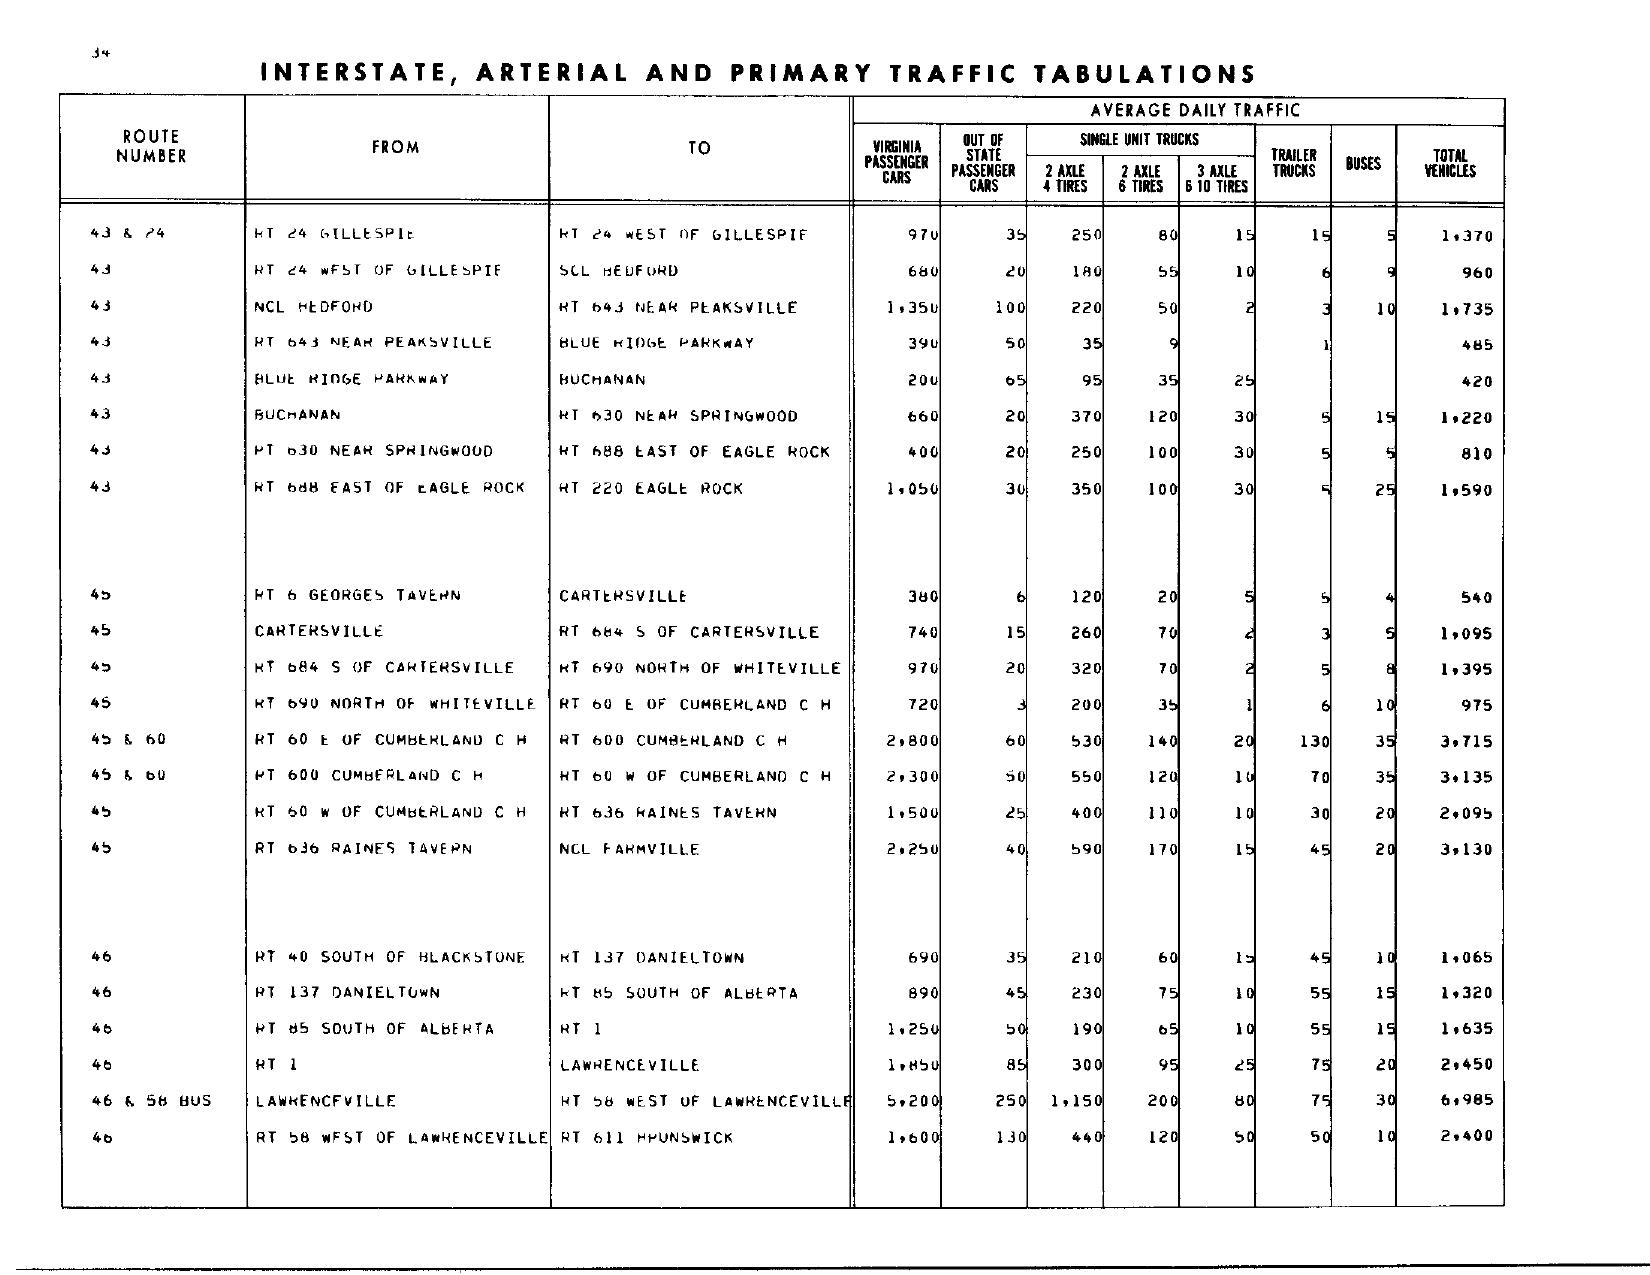 34
INTERSTATE, ARTERIAL AND PRIMARY TRAFFIC TABULATIONS
AVERAGE DAILY TRAFFIC
ROUTE NUMBER FROM TO VIRGINIA PASSENGER CARS OUT OF STATE PASSENGER CARS SINGLE UNIT TRUCKS 2 AXLE 4 TIRES 2 AXLE 6 TIRES 3 AXLE 6 10 TIRES TRAILER TRUCKS BUSES TOTAL VEHICLES
43 & 24 RT 24 GILLESPIE RT 24 WEST OF GILLESPIE 970 35 250 80 15 15 5 1,370
43 RT 24 WEST OF GILLESPIE SCL BEDFORD 680 20 180 55 10 6 9 960
43 NCL BEDFORD RT 643 NEAR PEAKSVILLE 1,350 100 220 50 2 3 10 1,735
43 RT 643 NEAR PEAKSVILLE BLUE RIDGE PARKWAY 390 50 35 9 1 485
43 BLUE RIDGE PARKWAY BUCHANAN 200 65 95 35 25 420
43 BUCHANAN RT 630 NEAR SPRINGWOOD 660 20 370 120 30 5 15 1,220
43 RT 630 NEAR SPRINGWOOD RT 688 EAST OF EAGLE ROCK 400 20 250 100 30 5 5 810
43 RT 688 EAST OF EAGLE ROCK RT 220 EAGLE ROCK 1,050 30 350 100 30 5 25 1,590
45 RT 6 GEORGES TAVERN CARTERSVILLE 380 6 120 20 5 5 4 540
45 CARTERSVILLE RT 684 S OF CARTERSVILLE 740 15 260 70 2 3 5 1,095
45 RT 684 S OF CARTERSVILLE RT 690 NORTH OF WHITEVILLE 970 20 320 70 2 5 8 1,395
45 RT 690 NORTH OF WHITEVILLE RT 60 E OF CUMBERLAND C H 720 3 200 35 1 6 10 975
45 & 60 RT 60 E OF CUMBERLAND C H RT 600 CUMBERLAND C H 2,800 60 530 140 20 130 35 3,715
45 & 60 RT 600 CUMBERLAND C H RT 60 W OF CUMBERLAND C H 2,300 50 550 120 10 70 35 3,135
45 RT 60 W OF CUMBERLAND C H RT 636 RAINES TAVERN 1,500 25 400 110 10 30 20 2,095
45 RT 636 RAINES TAVERN NCL FARMVILLE 2,250 40 590 170 15 45 20 3,130
46 RT 40 SOUTH OF BLACKSTONE RT 137 DANIELTOWN 690 35 210 60 15 45 10 1,065
46 RT 137 DANIELTOWN RT 85 SOUTH OF ALBERTA 890 45 230 75 10 55 15 1,320
46 RT 85 SOUTH OF ALBERTA RT 1 1,250 50 190 65 10 55 15 1,635
46 RT 1 LAWRENCEVILLE 1,850 85 300 95 25 75 20 2,450
46 & 58 BUS LAWRENCEVILLE RT 58 WEST OF LAWRENCEVILLE 5,200 250 1,150 200 80 75 30 6,985
46 RT 58 WEST OF LAWRENCEVILLE RT 611 BRUNSWICK 1,600 130 440 120 50 50 10 2,400